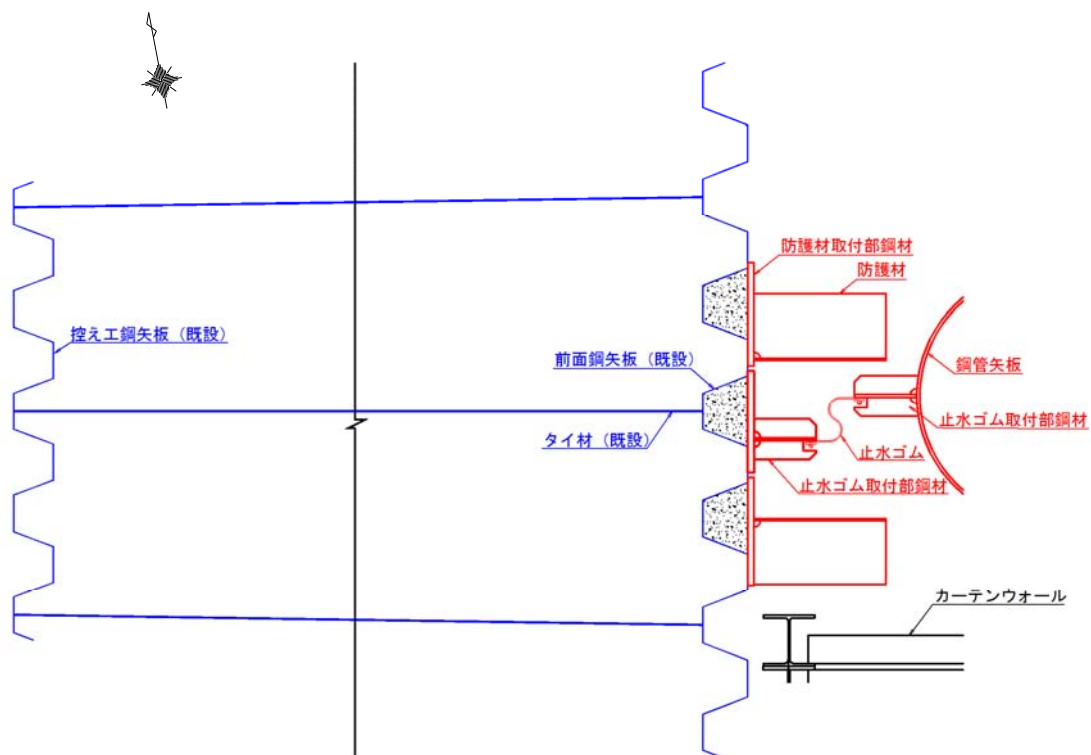 防護材取付部鋼材
防護材
控え工鋼矢板（既設）
前面鋼矢板（既設）
鋼管矢板
止水ゴム取付部鋼材
タイ材（既設）
止水ゴム
止水ゴム取付部鋼材
カーテンウォール